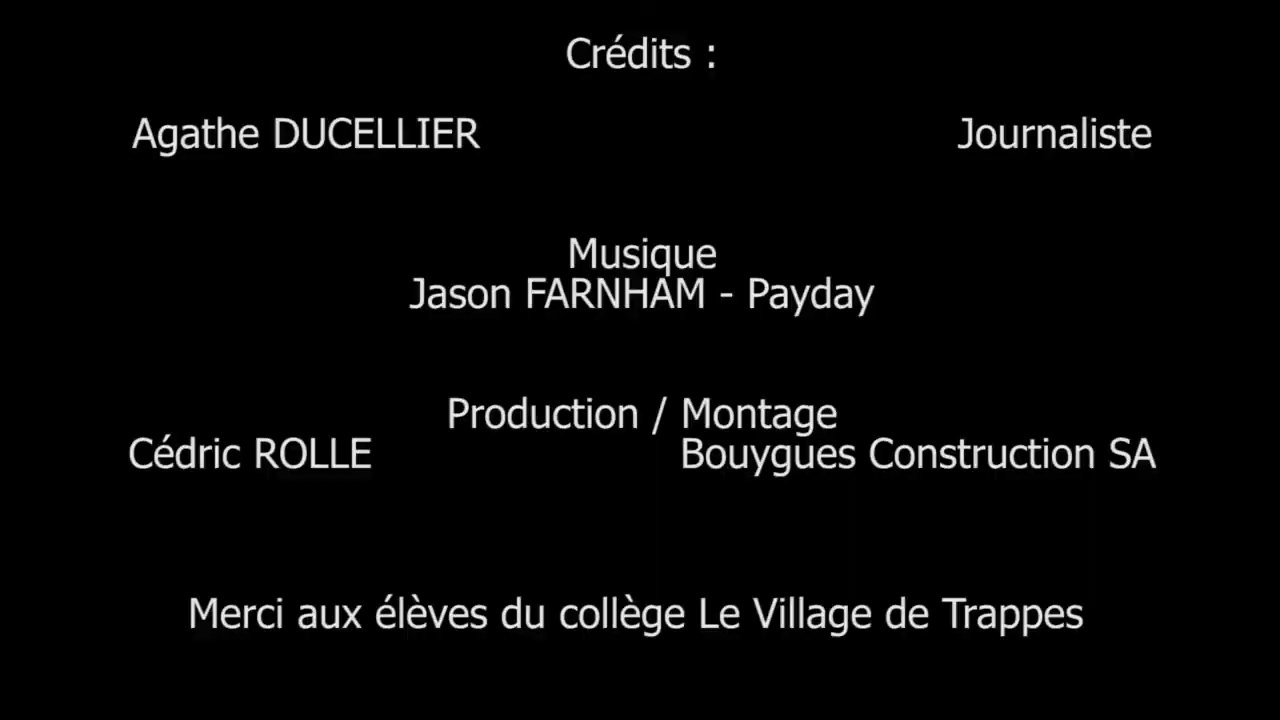 Crédits :
Agathe DUCELLIER Journaliste
Musique
Jason FARNHAM - Payday
Production / Montage
Cédric ROLLE Bouygues Construction SA
Merci aux élèves du collège Le Village de Trappes